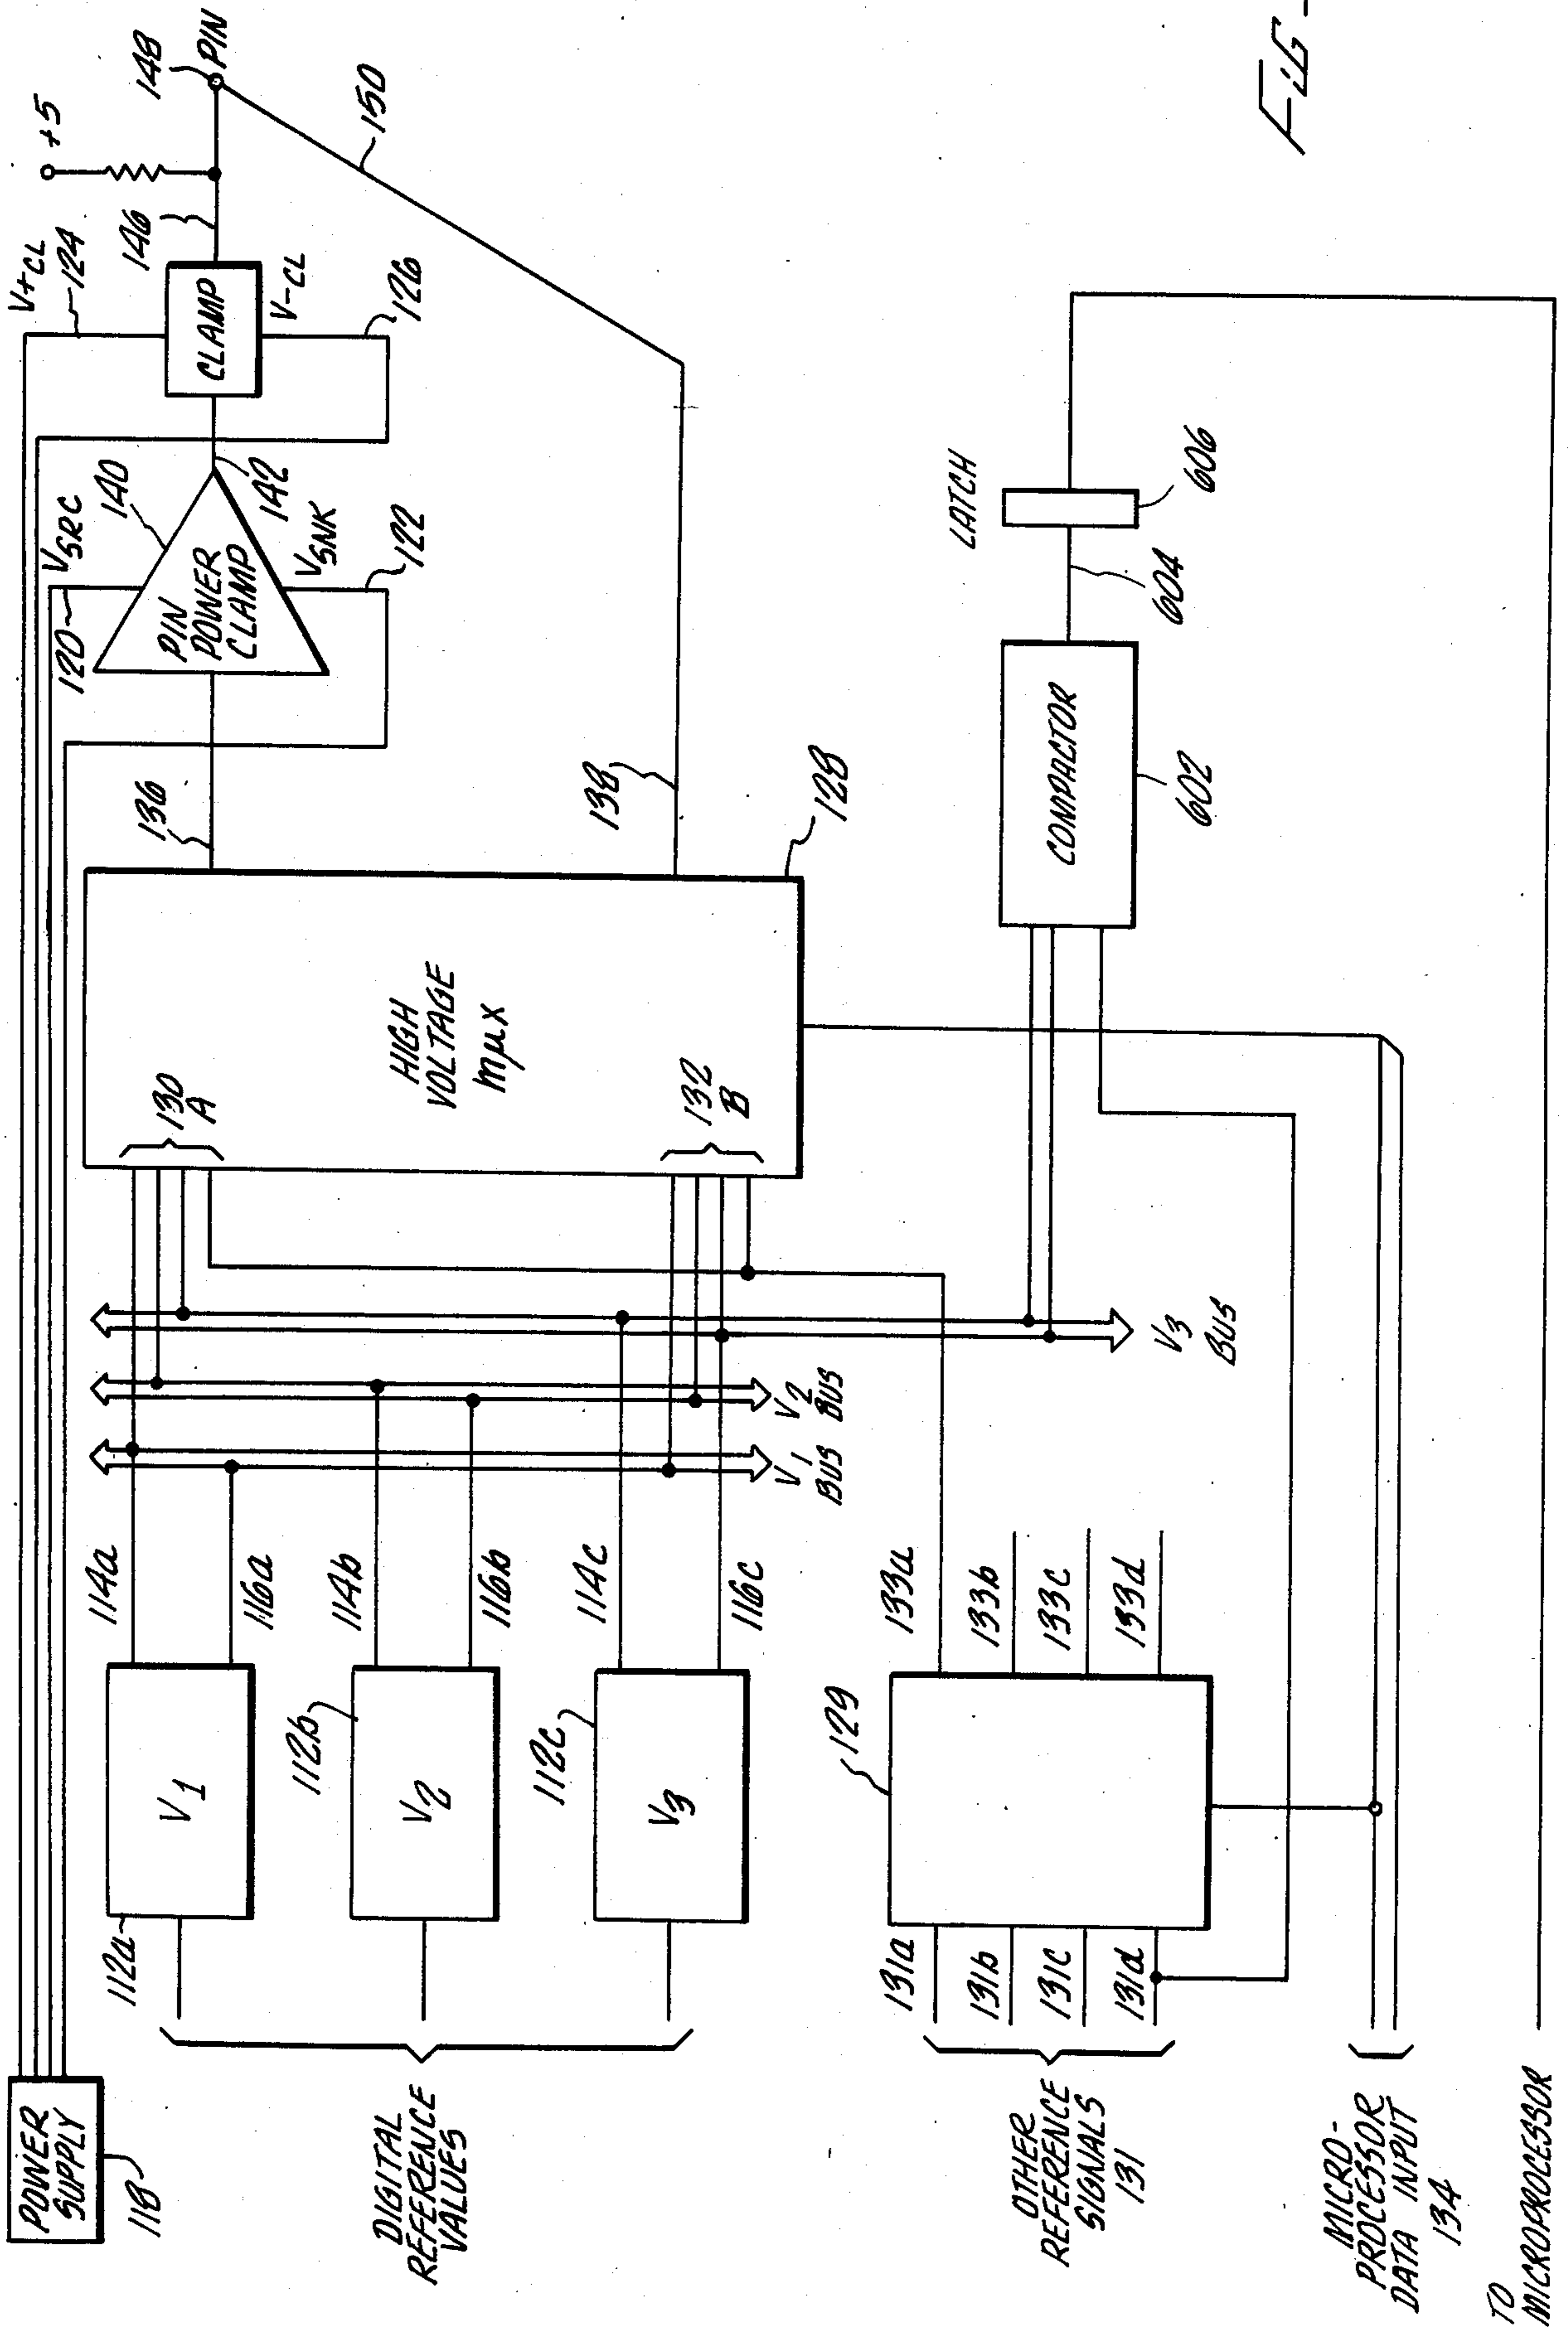 POWER
SUPPLY
118
V+CL
124
+5
148
PIN
146
CLAMP
V-CL
126
150
VSRC
120
140
PIN
POWER
CLAMP
142
VSNK
122
136
138
128
HIGH
VOLTAGE
MμX
130
A
132
B
112a
V1
114a
116a
112b
V2
114b
116b
112c
V3
114c
116c
V1
BUS
V2
BUS
V3
BUS
DIGITAL
REFERENCE
VALUES
129
131a
131b
131c
131d
133a
133b
133c
133d
OTHER
REFERENCE
SIGNALS
131
COMPACTOR
602
604
LATCH
606
MICRO-
PROCESSOR
DATA INPUT
134
TO
MICROPROCESSOR
FIG-